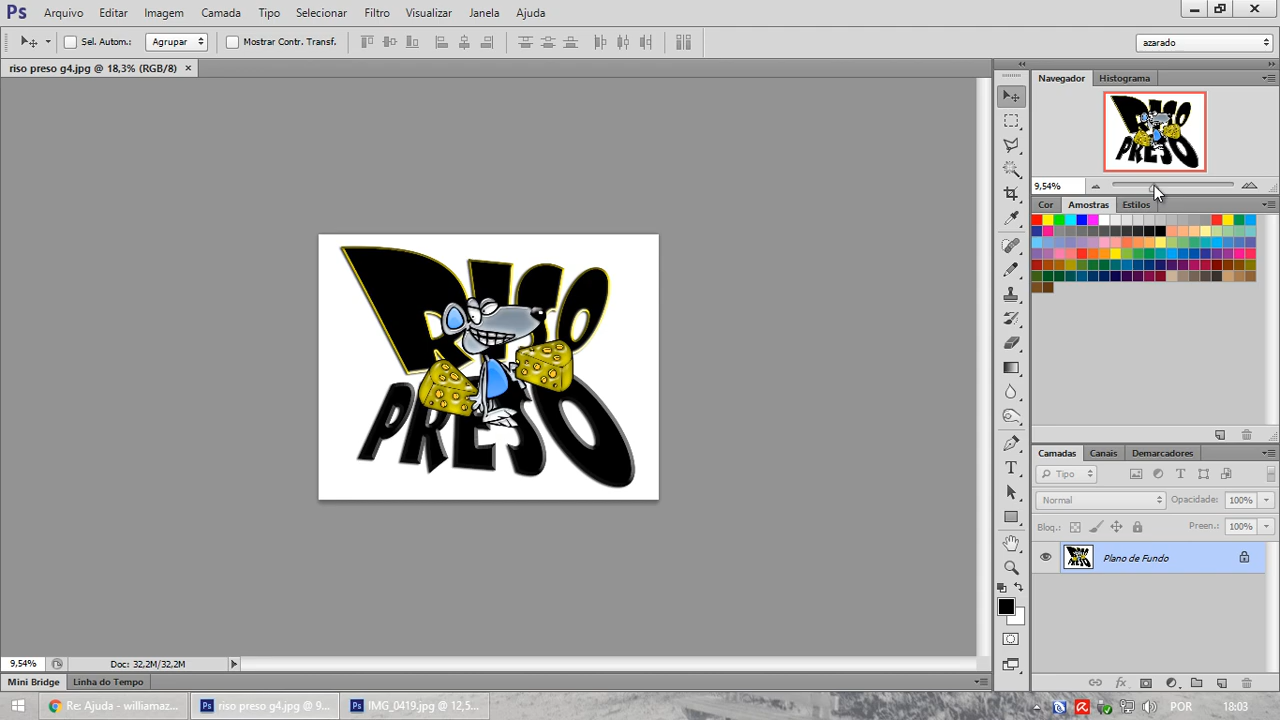 Ps Arquivo Editar Imagem Camada Tipo Selecionar Filtro Visualizar Janela Ajuda
Sel. Autom.: Agrupar Mostrar Contr. Transf. azarado
riso preso g4.jpg @ 18,3% (RGB/8) ×
Navegador Histograma
9,54%
Cor Amostras Estilos
RISO
PRESO
Camadas Canais Demarcadores
Tipo
Normal Opacidade: 100%
Bloq.: Preen.: 100%
Plano de Fundo
9,54% Doc: 32,2M/32,2M
Mini Bridge Linha do Tempo
Re: Ajuda - williamaz... riso preso g4.jpg @ 9... IMG_0419.jpg @ 12,5... POR 18:03